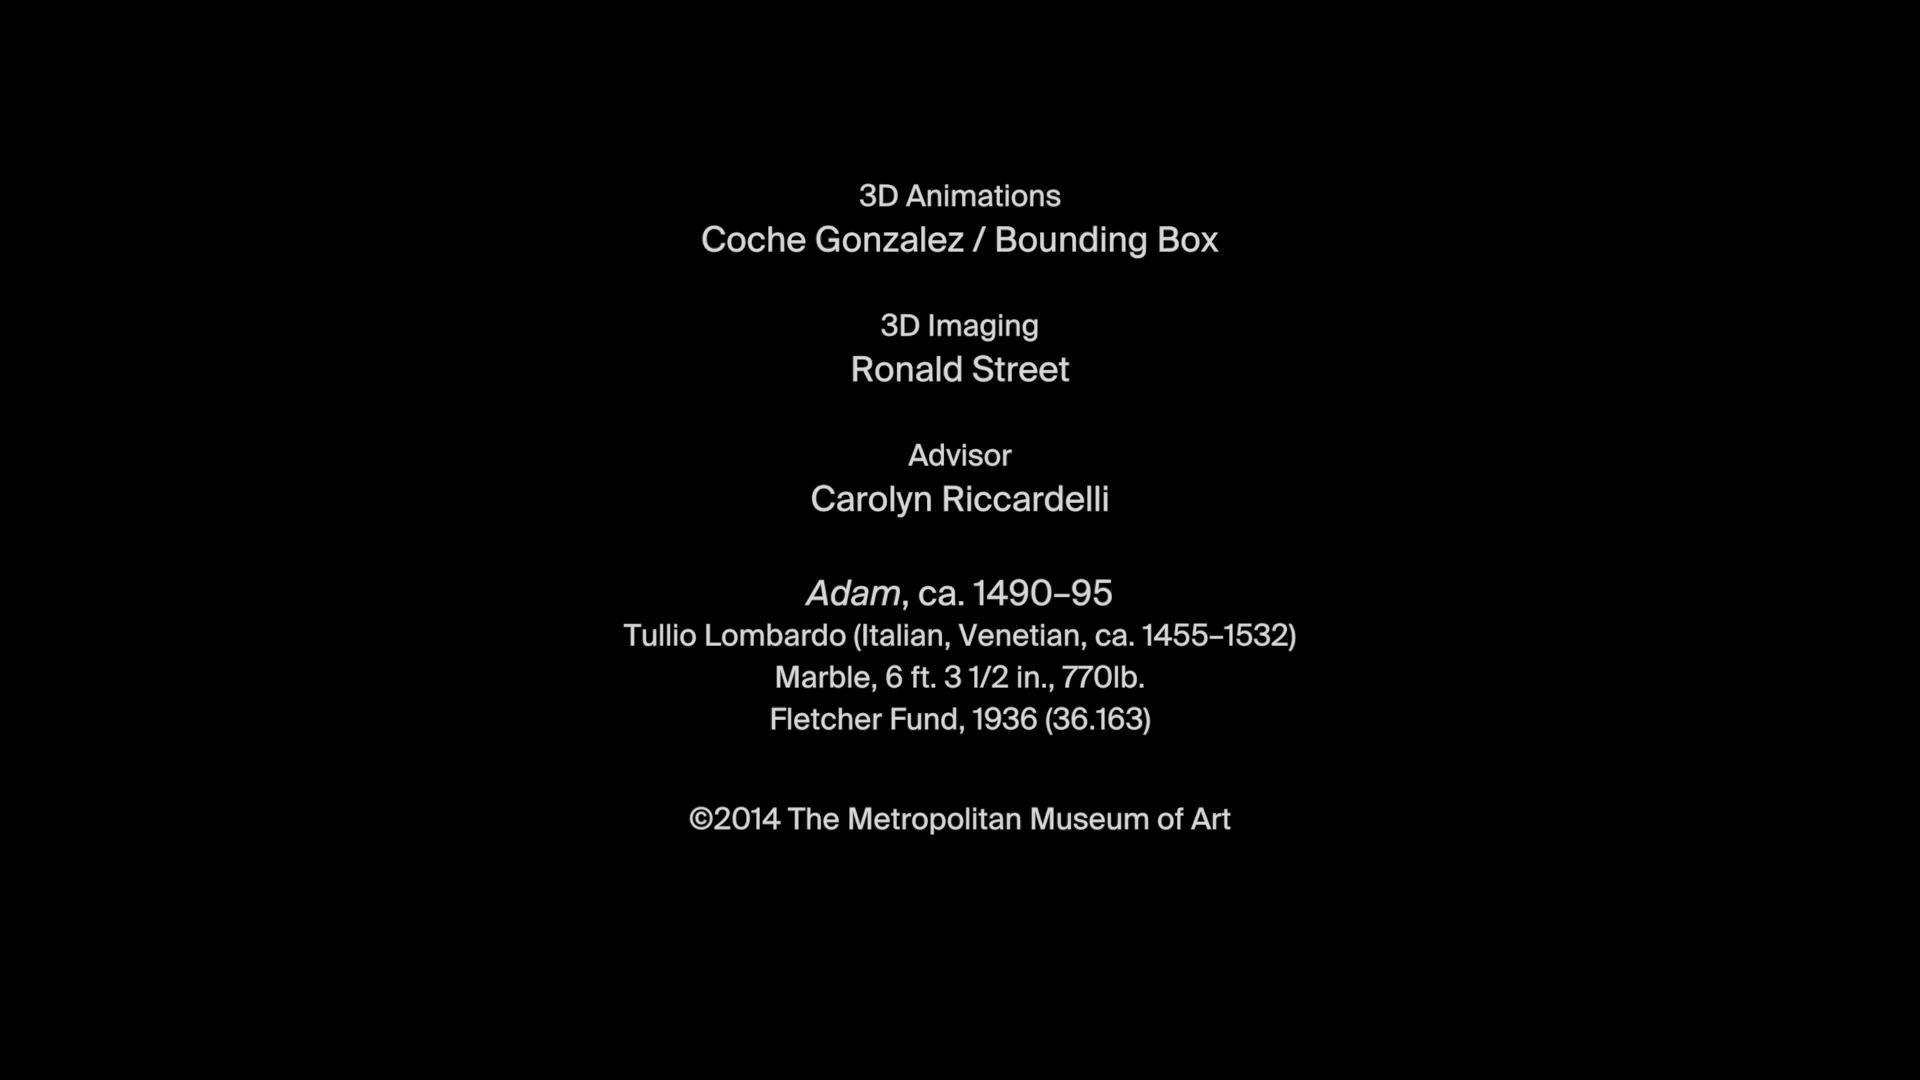 3D Animations
Coche Gonzalez / Bounding Box
3D Imaging
Ronald Street
Advisor
Carolyn Riccardelli
Adam, ca. 1490–95
Tullio Lombardo (Italian, Venetian, ca. 1455–1532)
Marble, 6 ft. 3 1/2 in., 770lb.
Fletcher Fund, 1936 (36.163)
©2014 The Metropolitan Museum of Art